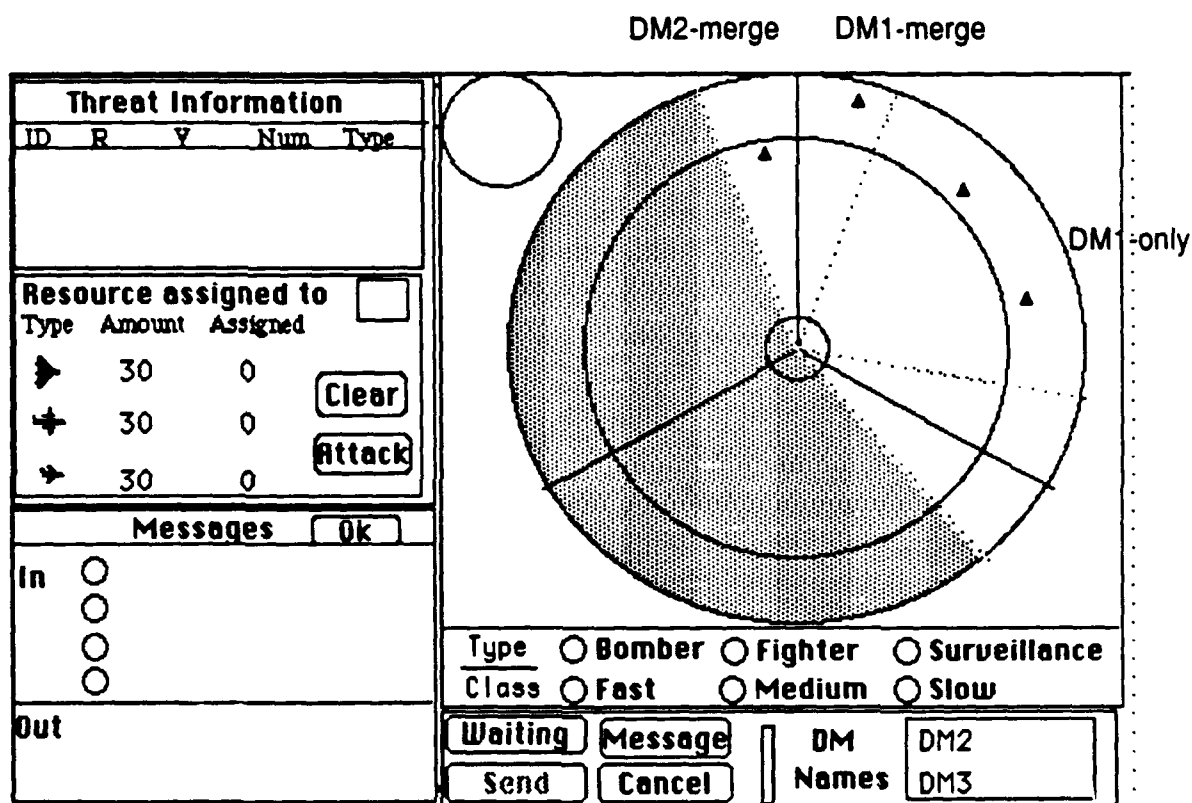 DM2-merge DM1-merge
Threat Information
ID R Y Num Type
DM1-only
Resource assigned to
Type Amount Assigned
30 0
Clear
30 0
Attack
30 0
Messages Ok
In
Out
Type Bomber Fighter Surveillance
Class Fast Medium Slow
Waiting Message DM DM2
Send Cancel Names DM3